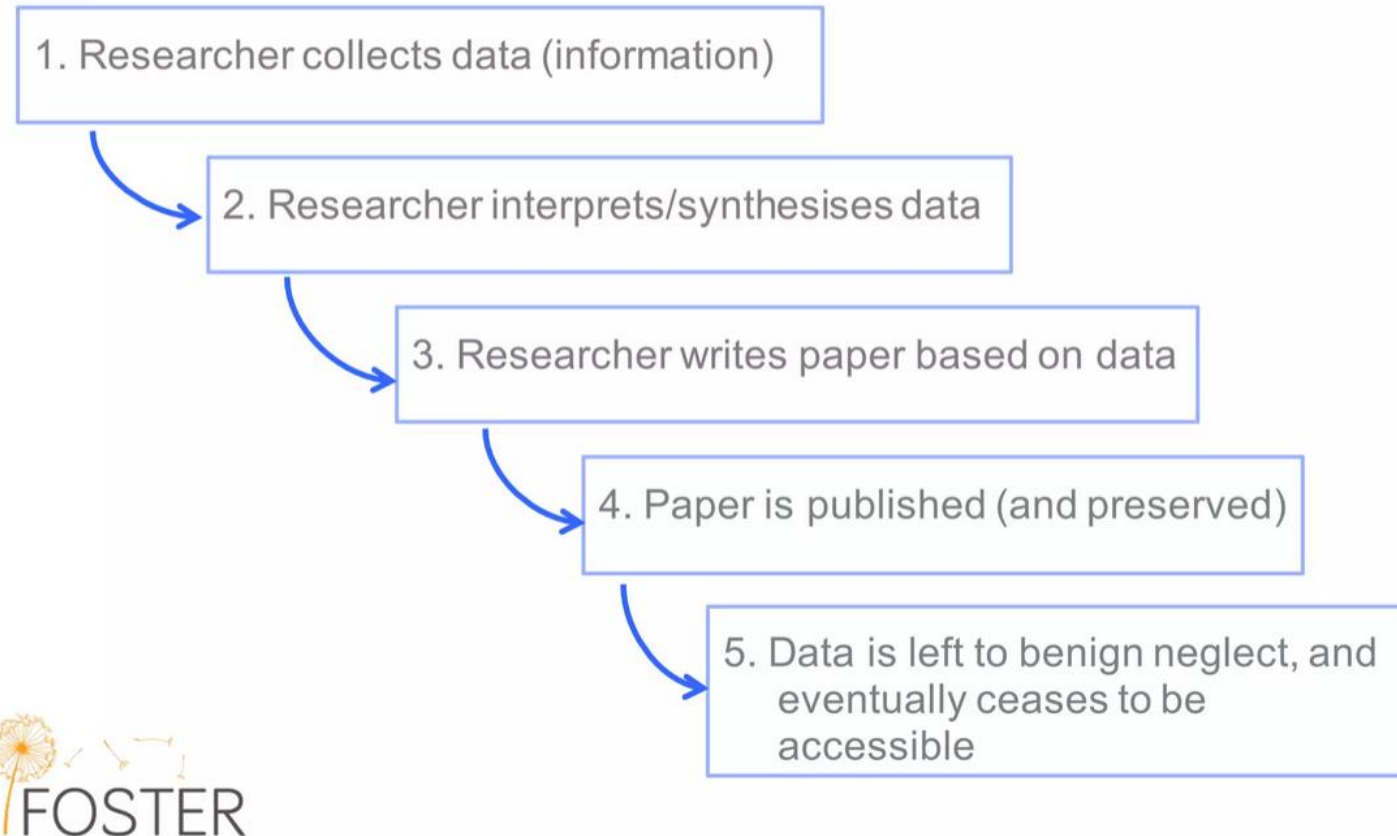 1. Researcher collects data (information)
2. Researcher interprets/synthesises data
3. Researcher writes paper based on data
4. Paper is published (and preserved)
5. Data is left to benign neglect, and
eventually ceases to be
accessible
FOSTER